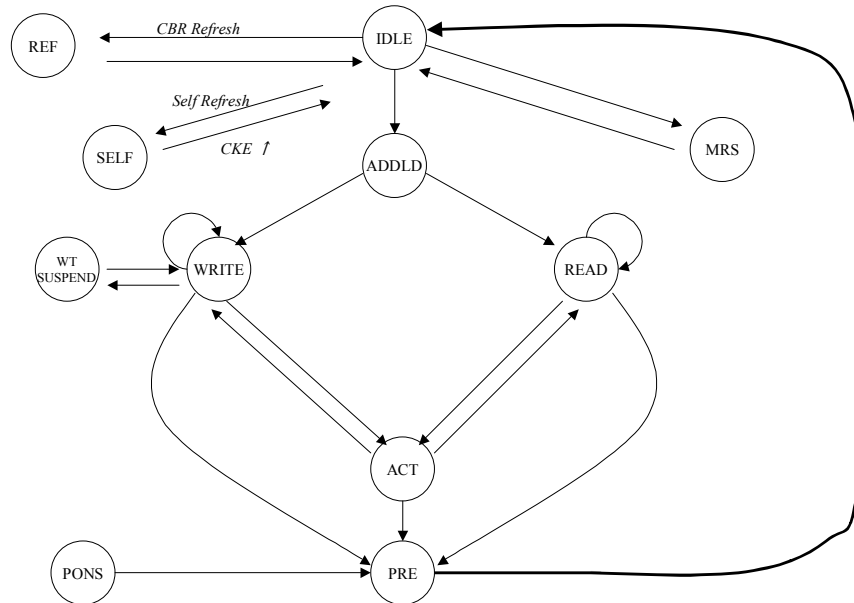 IDLE
CBR Refresh
REF
Self Refresh
CKE ↑
SELF
MRS
ADDLD
WT
SUSPEND
WRITE
READ
ACT
PONS
PRE